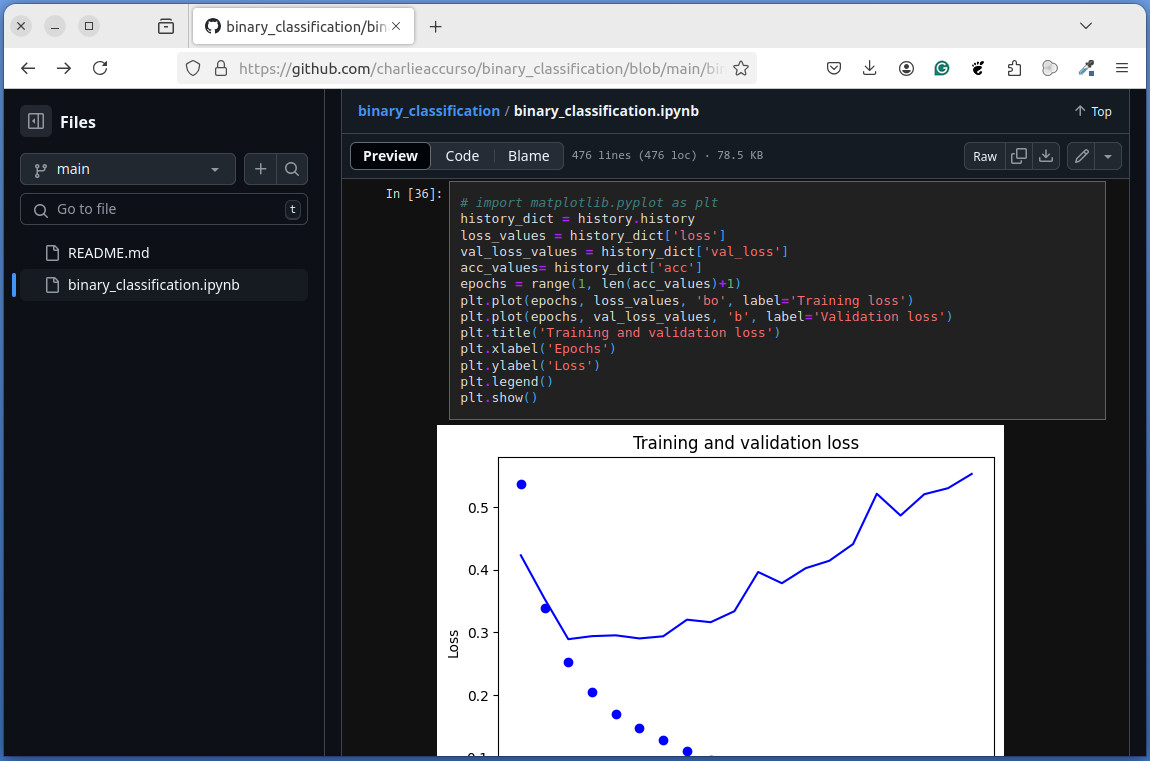 binary_classification/bin
https://github.com/charlieaccurso/binary_classification/blob/main/bin
Files
main
Go to file
t
README.md
binary_classification.ipynb
binary_classification / binary_classification.ipynb
Top
Preview Code Blame 476 lines (476 loc) · 78.5 KB
Raw
In [36]:
# import matplotlib.pyplot as plt
history_dict = history.history
loss_values = history_dict['loss']
val_loss_values = history_dict['val_loss']
acc_values= history_dict['acc']
epochs = range(1, len(acc_values)+1)
plt.plot(epochs, loss_values, 'bo', label='Training loss')
plt.plot(epochs, val_loss_values, 'b', label='Validation loss')
plt.title('Training and validation loss')
plt.xlabel('Epochs')
plt.ylabel('Loss')
plt.legend()
plt.show()
Training and validation loss
0.5
0.4
0.3
0.2
Loss